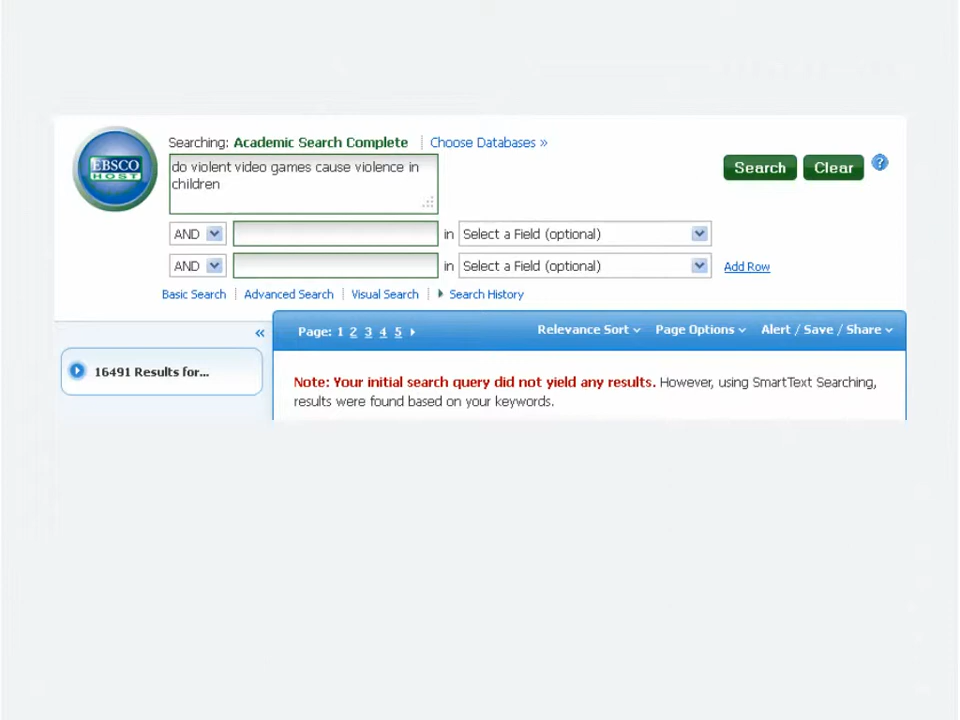 Searching: Academic Search Complete Choose Databases »
EBSCO
HOST
do violent video games cause violence in
children
Search Clear ?
AND in Select a Field (optional)
AND in Select a Field (optional) Add Row
Basic Search Advanced Search Visual Search Search History
« Page: 1 2 3 4 5 Relevance Sort Page Options Alert / Save / Share
16491 Results for...
Note: Your initial search query did not yield any results. However, using SmartText Searching,
results were found based on your keywords.